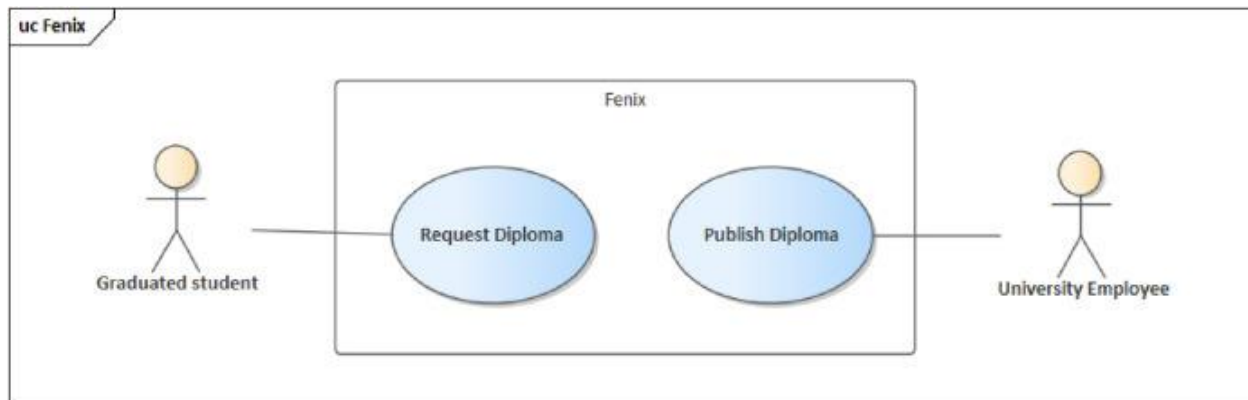 uc Fenix
Fenix
Request Diploma
Publish Diploma
Graduated student
University Employee